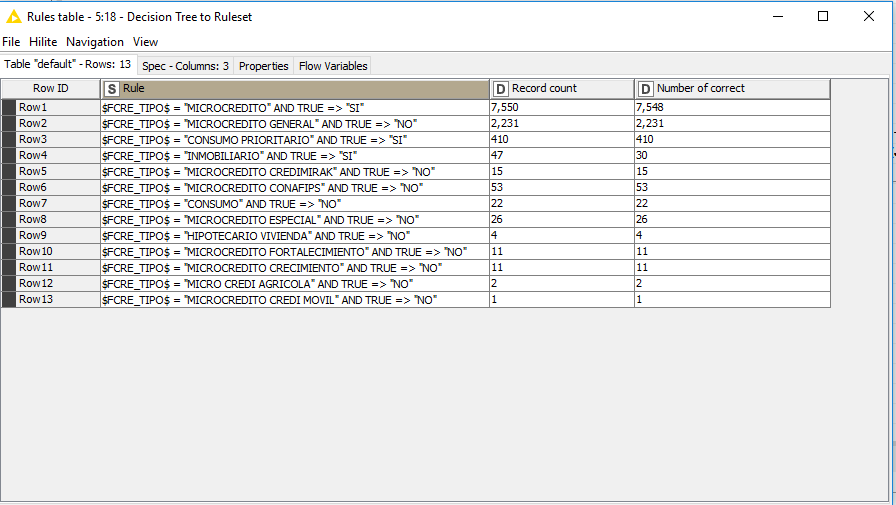 Rules table - 5:18 - Decision Tree to Ruleset
File Hilite Navigation View
Table "default" - Rows: 13 Spec - Columns: 3 Properties Flow Variables
Row ID S Rule D Record count D Number of correct
Row1 $FCRE_TIPO$ = "MICROCREDITO" AND TRUE => "SI" 7,550 7,548
Row2 $FCRE_TIPO$ = "MICROCREDITO GENERAL" AND TRUE => "NO" 2,231 2,231
Row3 $FCRE_TIPO$ = "CONSUMO PRIORITARIO" AND TRUE => "SI" 410 410
Row4 $FCRE_TIPO$ = "INMOBILIARIO" AND TRUE => "SI" 47 30
Row5 $FCRE_TIPO$ = "MICROCREDITO CREDIMIRAK" AND TRUE => "NO" 15 15
Row6 $FCRE_TIPO$ = "MICROCREDITO CONAFIPS" AND TRUE => "NO" 53 53
Row7 $FCRE_TIPO$ = "CONSUMO" AND TRUE => "NO" 22 22
Row8 $FCRE_TIPO$ = "MICROCREDITO ESPECIAL" AND TRUE => "NO" 26 26
Row9 $FCRE_TIPO$ = "HIPOTECARIO VIVIENDA" AND TRUE => "NO" 4 4
Row10 $FCRE_TIPO$ = "MICROCREDITO FORTALECIMIENTO" AND TRUE => "NO" 11 11
Row11 $FCRE_TIPO$ = "MICROCREDITO CRECIMIENTO" AND TRUE => "NO" 11 11
Row12 $FCRE_TIPO$ = "MICRO CREDI AGRICOLA" AND TRUE => "NO" 2 2
Row13 $FCRE_TIPO$ = "MICROCREDITO CREDI MOVIL" AND TRUE => "NO" 1 1